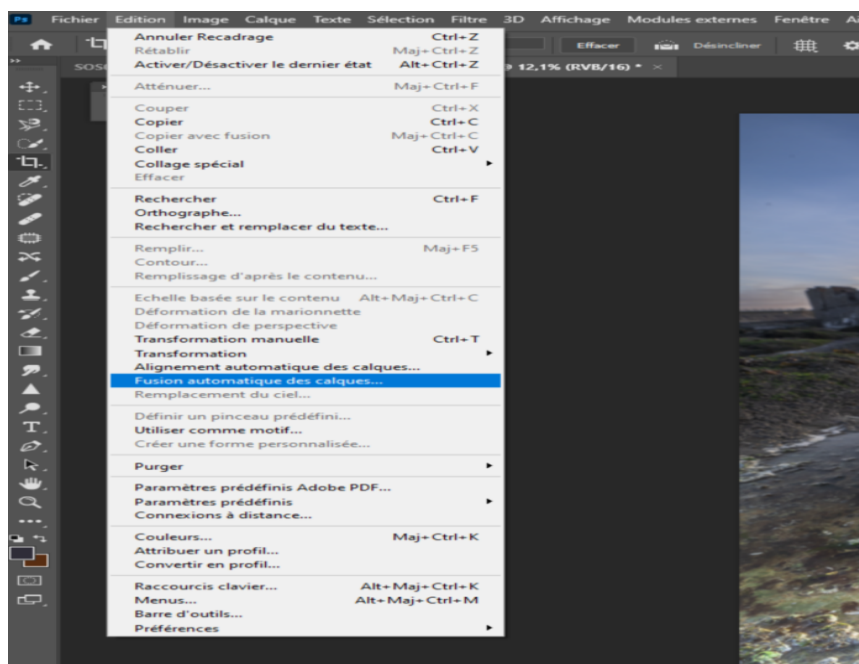 Ps Fichier Edition Image Calque Texte Sélection Filtre 3D Affichage Modules externes Fenêtre
Effacer Désincliner
SOS 12,1% (RVB/16) * ×
Annuler Recadrage Ctrl+Z
Rétablir Maj+Ctrl+Z
Activer/Désactiver le dernier état Alt+Ctrl+Z
Atténuer... Maj+Ctrl+F
Couper Ctrl+X
Copier Ctrl+C
Copier avec fusion Maj+Ctrl+C
Coller Ctrl+V
Collage spécial
Effacer
Rechercher Ctrl+F
Orthographe...
Rechercher et remplacer du texte...
Remplir... Maj+F5
Contour...
Remplissage d'après le contenu...
Echelle basée sur le contenu Alt+Maj+Ctrl+C
Déformation de la marionnette
Déformation de perspective
Transformation manuelle Ctrl+T
Transformation
Alignement automatique des calques...
Fusion automatique des calques...
Remplacement du ciel...
Définir un pinceau prédéfini...
Utiliser comme motif...
Créer une forme personnalisée...
Purger
Paramètres prédéfinis Adobe PDF...
Paramètres prédéfinis
Connexions à distance...
Couleurs... Maj+Ctrl+K
Attribuer un profil...
Convertir en profil...
Raccourcis clavier... Alt+Maj+Ctrl+K
Menus... Alt+Maj+Ctrl+M
Barre d'outils...
Préférences